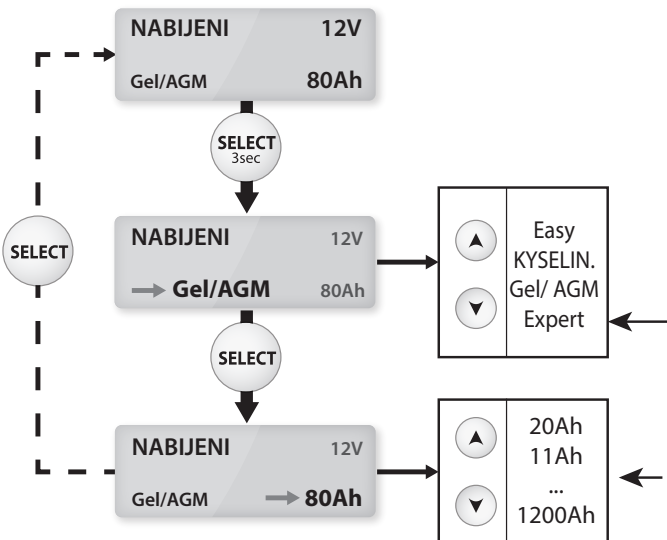 NABIJENI 12V
Gel/AGM 80Ah
SELECT
3sec
NABIJENI 12V
Gel/AGM 80Ah
Easy
KYSELIN.
Gel/ AGM
Expert
SELECT
SELECT
NABIJENI 12V
Gel/AGM 80Ah
20Ah
11Ah
...
1200Ah